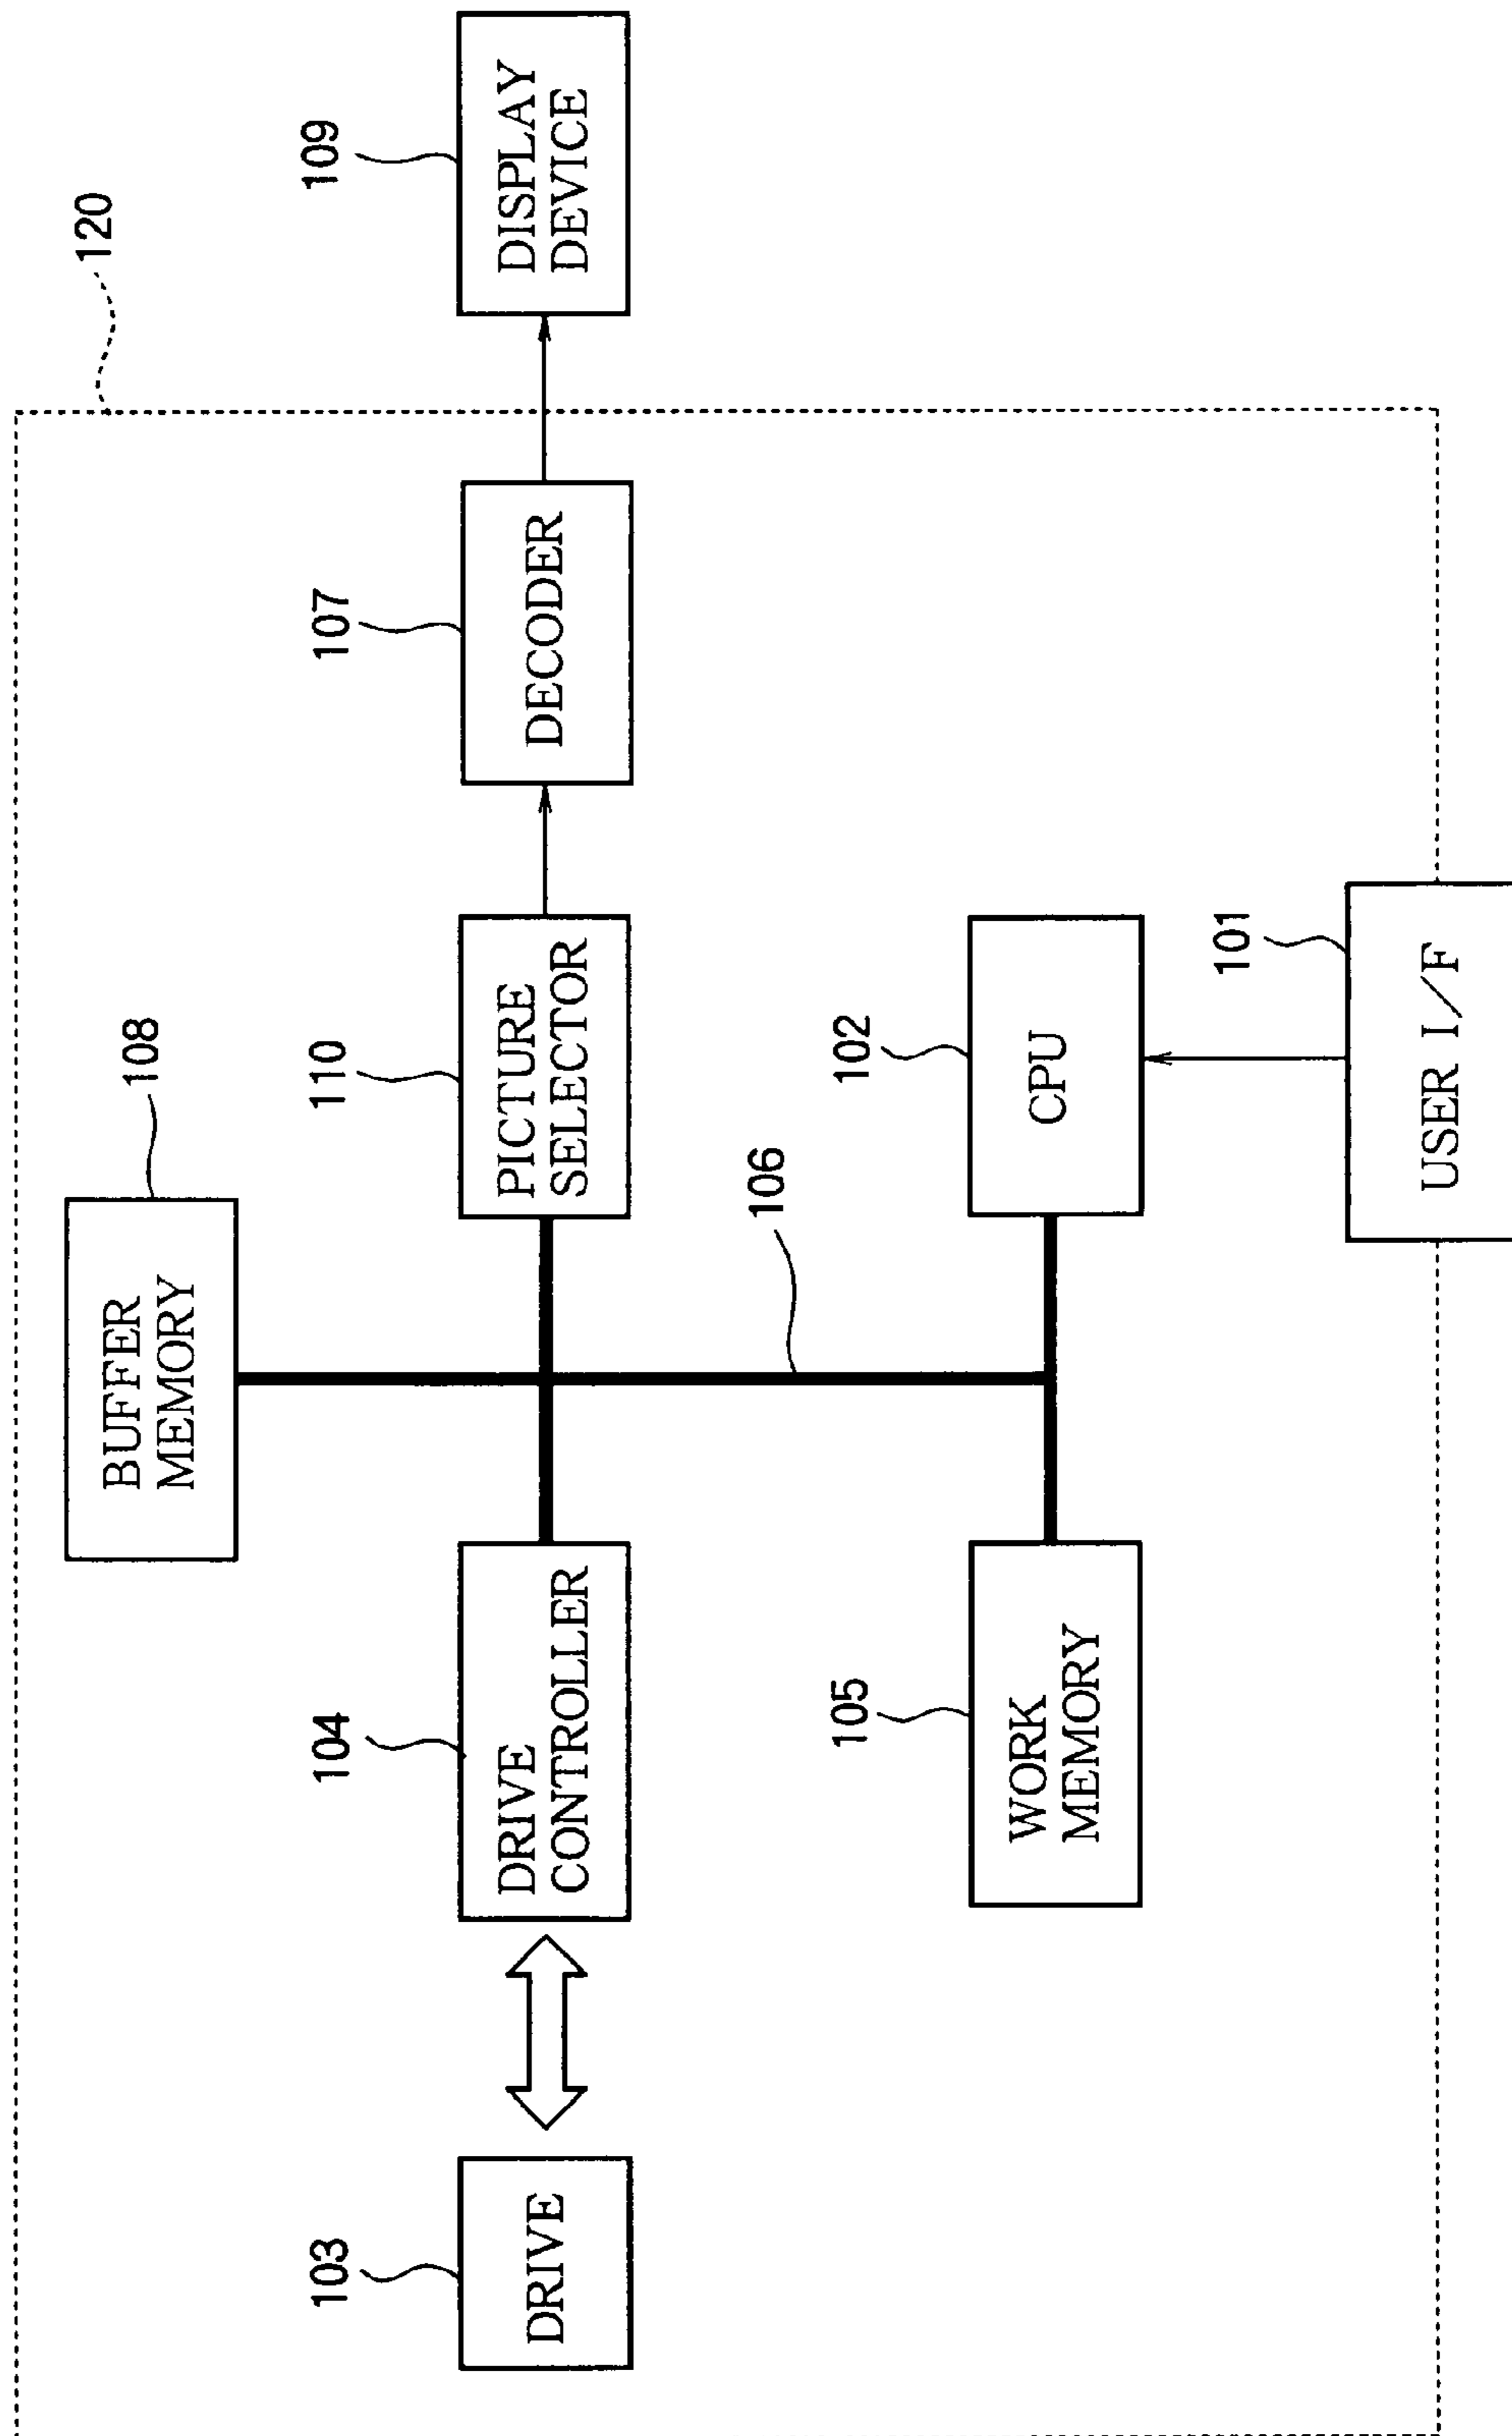 120
BUFFER
MEMORY
108
103
DRIVE
104
DRIVE
CONTROLLER
110
PICTURE
SELECTOR
107
DECODER
109
DISPLAY
DEVICE
106
105
WORK
MEMORY
102
CPU
101
USER I/F